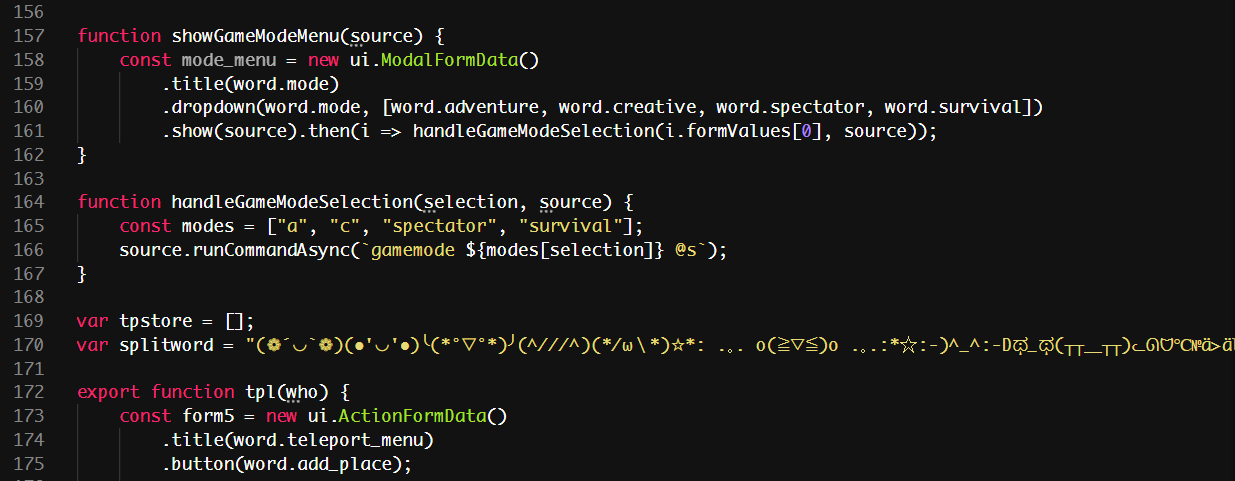 156
157 function showGameModeMenu(source) {
158 const mode_menu = new ui.ModalFormData()
159 .title(word.mode)
160 .dropdown(word.mode, [word.adventure, word.creative, word.spectator, word.survival])
161 .show(source).then(i => handleGameModeSelection(i.formValues[0], source));
162 }
163
164 function handleGameModeSelection(selection, source) {
165 const modes = ["a", "c", "spectator", "survival"];
166 source.runCommandAsync(`gamemode ${modes[selection]} @s`);
167 }
168
169 var tpstore = [];
170 var splitword = "(❁´◡`❁)(●'◡'●)╰(*°▽°*)╯(^///^)(*/ω\*)☆*: .｡. o(≧▽≦)o .｡.:*☆:-)^_^:-Dಥ_ಥ(┬┬﹏┬┬)
171
172 export function tpl(who) {
173 const form5 = new ui.ActionFormData()
174 .title(word.teleport_menu)
175 .button(word.add_place);